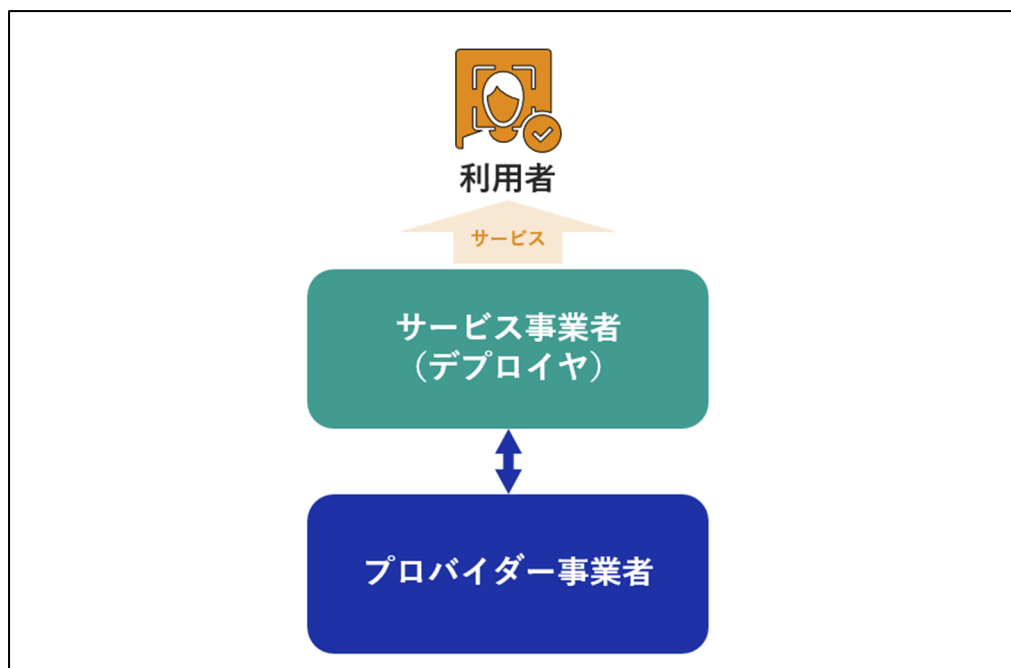 利用者
サービス
サービス事業者
（デプロイヤ）
プロバイダー事業者